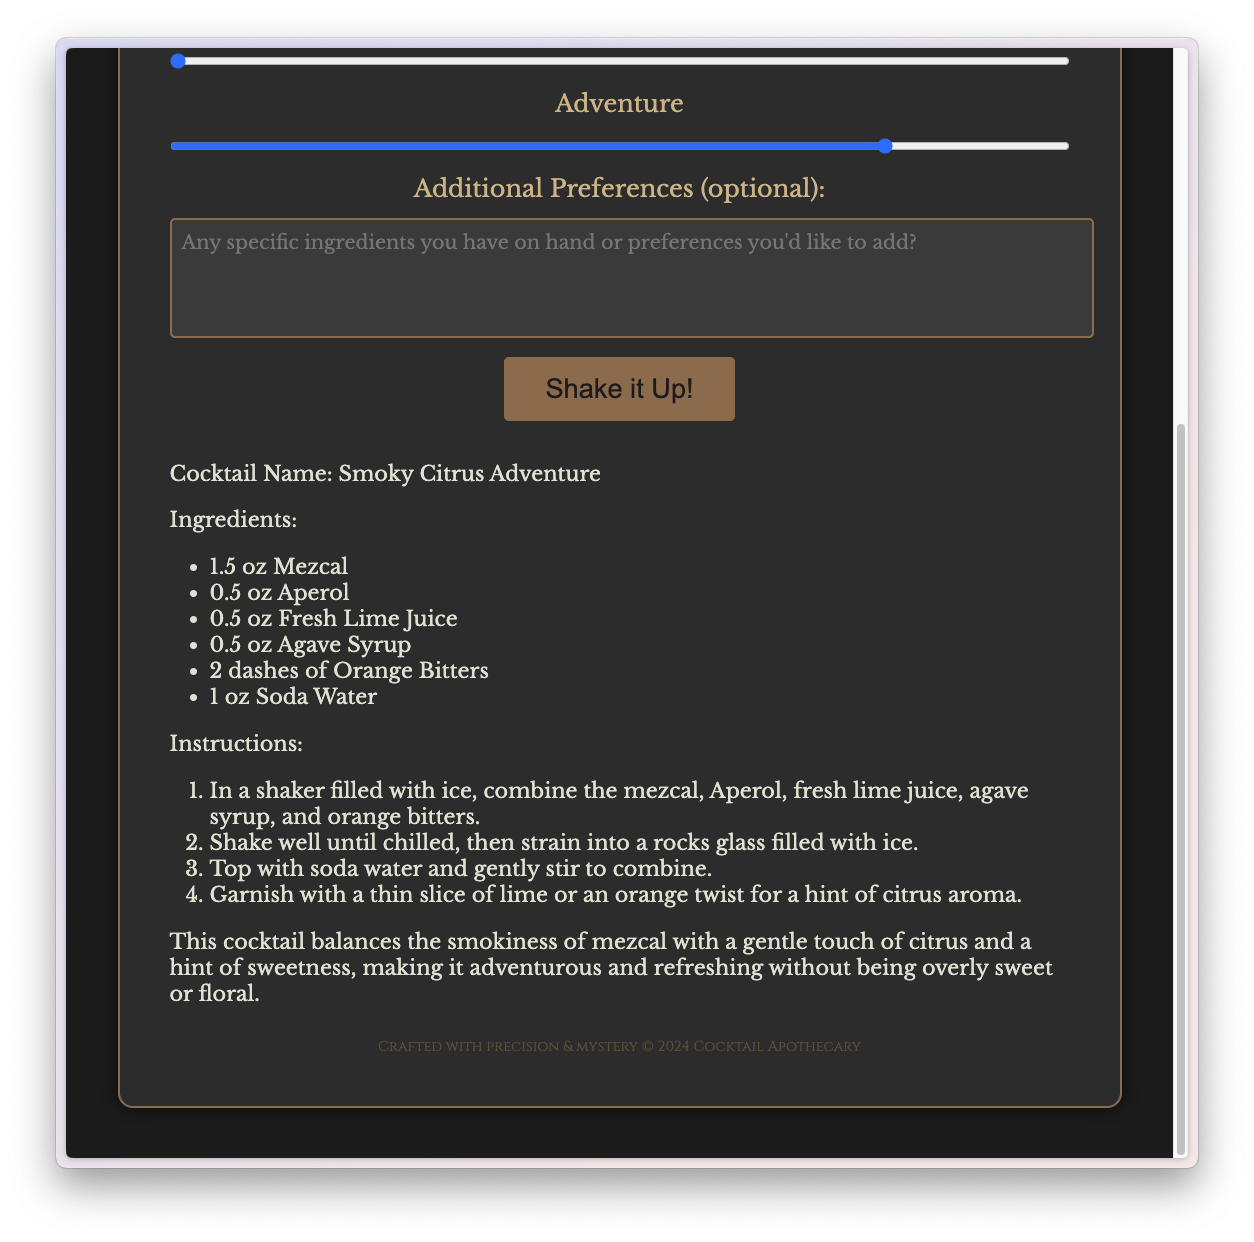 Adventure
Additional Preferences (optional):
Any specific ingredients you have on hand or preferences you'd like to add?
Shake it Up!
Cocktail Name: Smoky Citrus Adventure
Ingredients:
• 1.5 oz Mezcal
• 0.5 oz Aperol
• 0.5 oz Fresh Lime Juice
• 0.5 oz Agave Syrup
• 2 dashes of Orange Bitters
• 1 oz Soda Water
Instructions:
1. In a shaker filled with ice, combine the mezcal, Aperol, fresh lime juice, agave
syrup, and orange bitters.
2. Shake well until chilled, then strain into a rocks glass filled with ice.
3. Top with soda water and gently stir to combine.
4. Garnish with a thin slice of lime or an orange twist for a hint of citrus aroma.
This cocktail balances the smokiness of mezcal with a gentle touch of citrus and a
hint of sweetness, making it adventurous and refreshing without being overly sweet
or floral.
Crafted with precision & mystery © 2024 Cocktail Apothecary